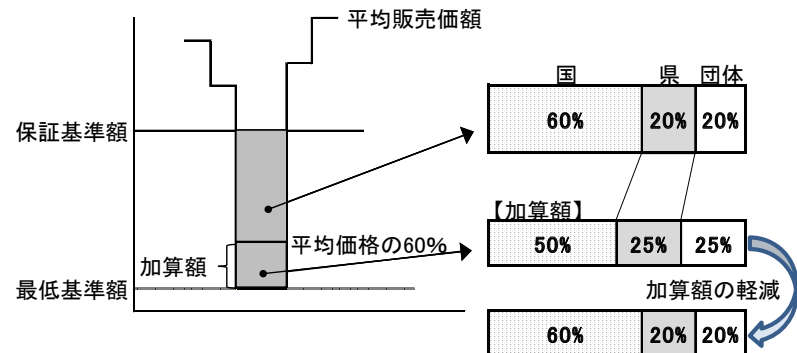 平均販売価額
国 県 団体
60% 20% 20%
保証基準額
【加算額】
平均価格の60%
50% 25% 25%
加算額
最低基準額
加算額の軽減
60% 20% 20%